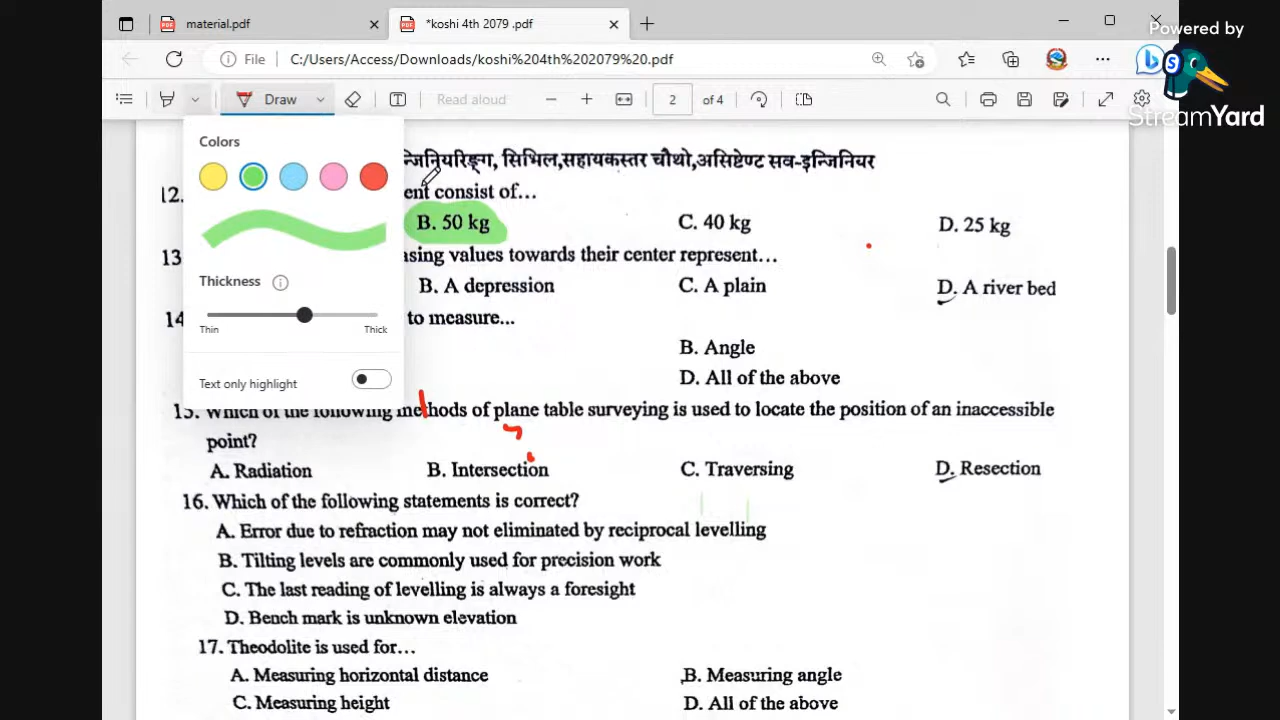 Powered by
StreamYard
material.pdf
*koshi 4th 2079 .pdf
File C:/Users/Access/Downloads/koshi%204th%202079%20.pdf
Draw Read aloud 2 of 4
Colors
Thickness
Thin Thick
Text only highlight
न्जिनियरिङ्ग, सिभिल,सहायकस्तर चौथो,असिष्टेण्ट सव-इन्जिनियर
12. ent consist of...
B. 50 kg C. 40 kg D. 25 kg
13 asing values towards their center represent...
B. A depression C. A plain D. A river bed
14 to measure...
B. Angle
D. All of the above
15. Which of the following methods of plane table surveying is used to locate the position of an inaccessible
point?
A. Radiation B. Intersection C. Traversing D. Resection
16. Which of the following statements is correct?
A. Error due to refraction may not eliminated by reciprocal levelling
B. Tilting levels are commonly used for precision work
C. The last reading of levelling is always a foresight
D. Bench mark is unknown elevation
17. Theodolite is used for...
A. Measuring horizontal distance B. Measuring angle
C. Measuring height D. All of the above